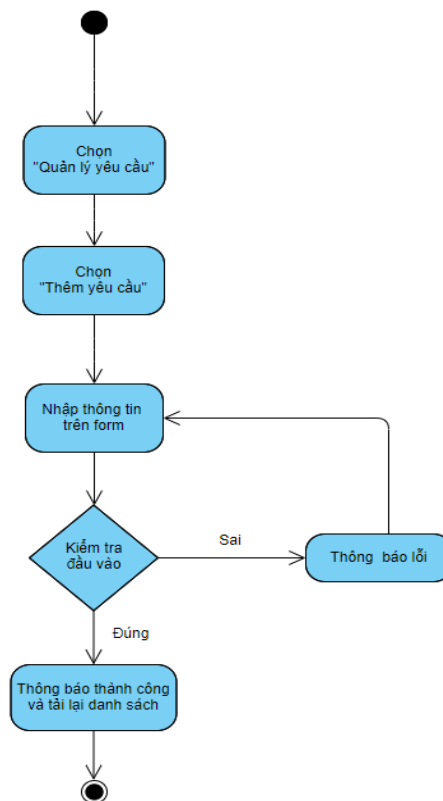 Chọn
"Quản lý yêu cầu"
Chọn
"Thêm yêu cầu"
Nhập thông tin
trên form
Kiểm tra
đầu vào
Sai
Thông báo lỗi
Đúng
Thông báo thành công
và tải lại danh sách